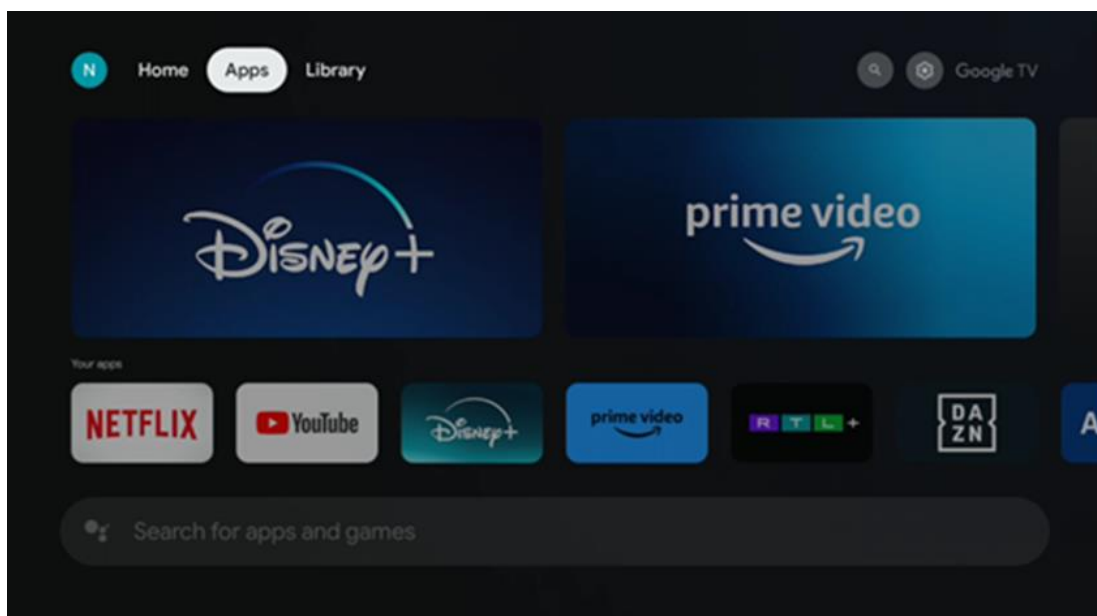 N Home Apps Library Google TV
Disney+ prime video
Your apps
NETFLIX YouTube Disney+ prime video RTL+ DAZN A
Search for apps and games